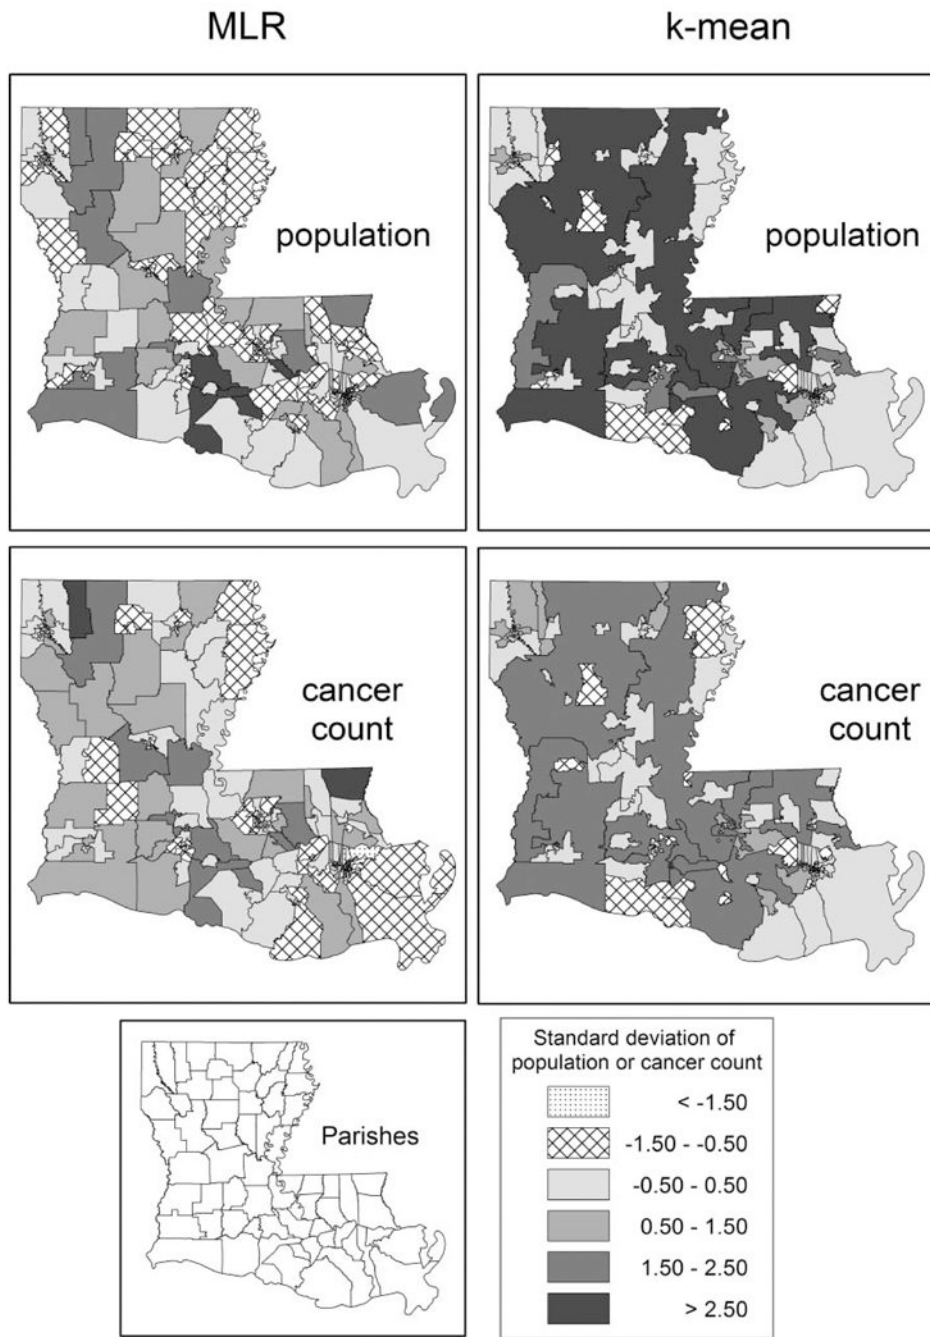 MLR
k-mean
population
population
cancer
count
cancer
count
Parishes
Standard deviation of
population or cancer count
< -1.50
-1.50 - -0.50
-0.50 - 0.50
0.50 - 1.50
1.50 - 2.50
> 2.50